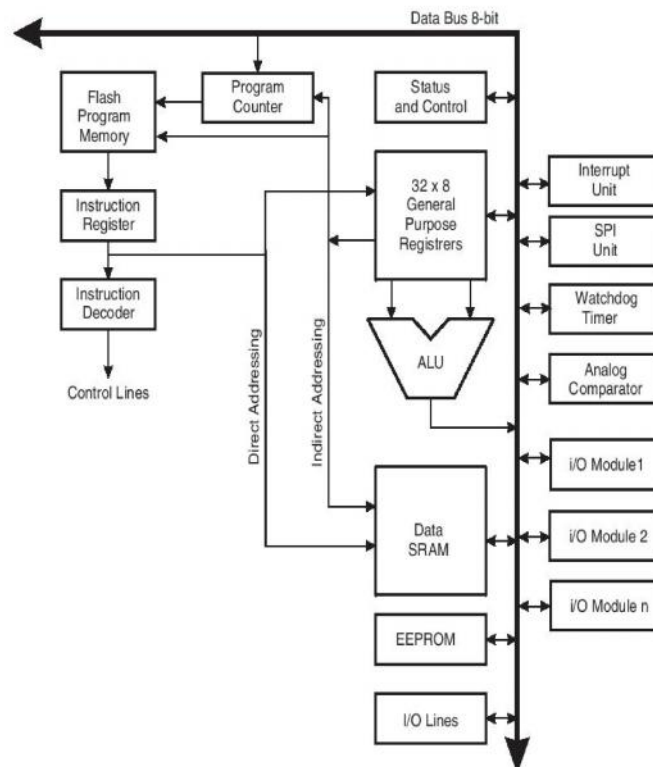 Data Bus 8-bit
Flash
Program
Memory
Program
Counter
Status
and Control
32 x 8
General
Purpose
Registrers
Interrupt
Unit
Instruction
Register
SPI
Unit
Instruction
Decoder
Watchdog
Timer
ALU
Analog
Comparator
Control Lines
Direct Addressing
Indirect Addressing
i/O Module1
Data
SRAM
i/O Module 2
i/O Module n
EEPROM
I/O Lines